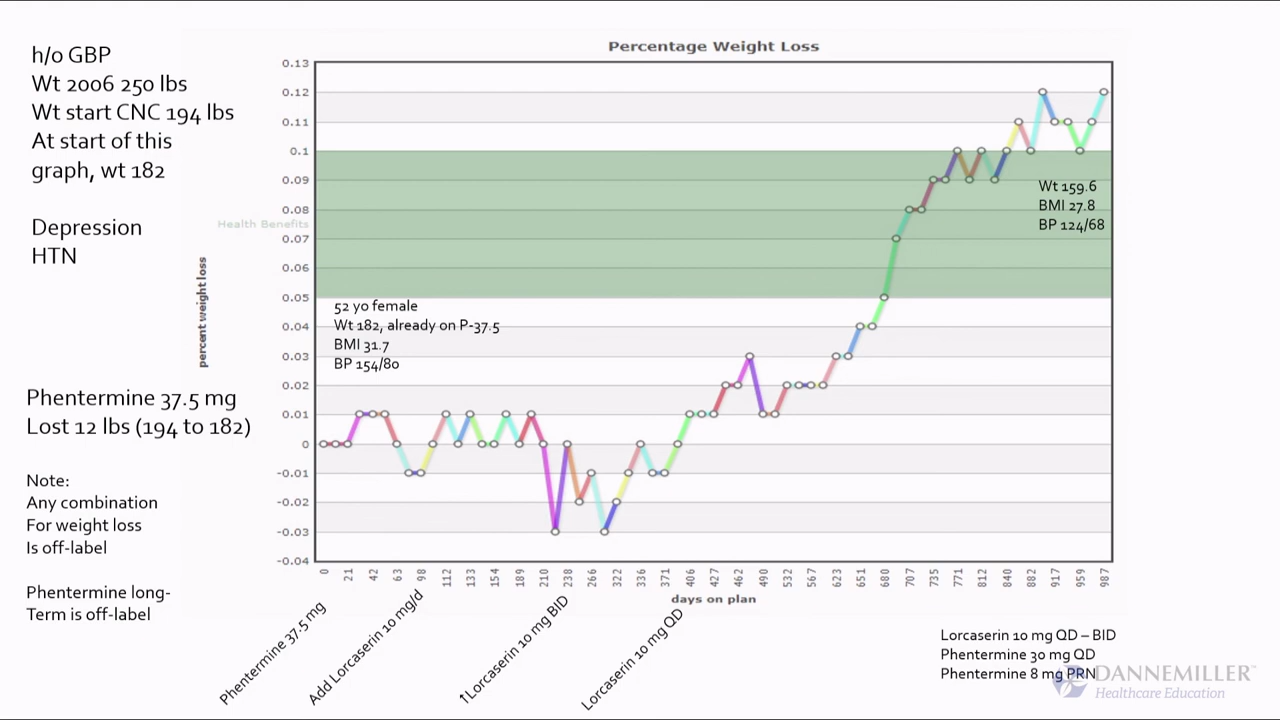 h/o GBP
Wt 2006 250 lbs
Wt start CNC 194 lbs
At start of this
graph, wt 182
Depression
HTN
Phentermine 37.5 mg
Lost 12 lbs (194 to 182)
Note:
Any combination
For weight loss
Is off-label
Phentermine long-
Term is off-label
Percentage Weight Loss
0.13
0.12
0.11
0.1
0.09
0.08
Health Benefits
0.07
0.06
0.05
0.04
0.03
0.02
0.01
0
-0.01
-0.02
-0.03
-0.04
percent weight loss
52 yo female
Wt 182, already on P-37.5
BMI 31.7
BP 154/80
Wt 159.6
BMI 27.8
BP 124/68
0 21 42 63 98 112 133 154 189 210 238 266 322 336 371 406 427 462 490 532 567 623 651 680 707 735 771 812 840 882 917 959 987
days on plan
Phentermine 37.5 mg
Add Lorcaserin 10 mg/d
↑Lorcaserin 10 mg BID
Lorcaserin 10 mg QD
Lorcaserin 10 mg QD – BID
Phentermine 30 mg QD
Phentermine 8 mg PRN
DANNEMILLER™
Healthcare Education